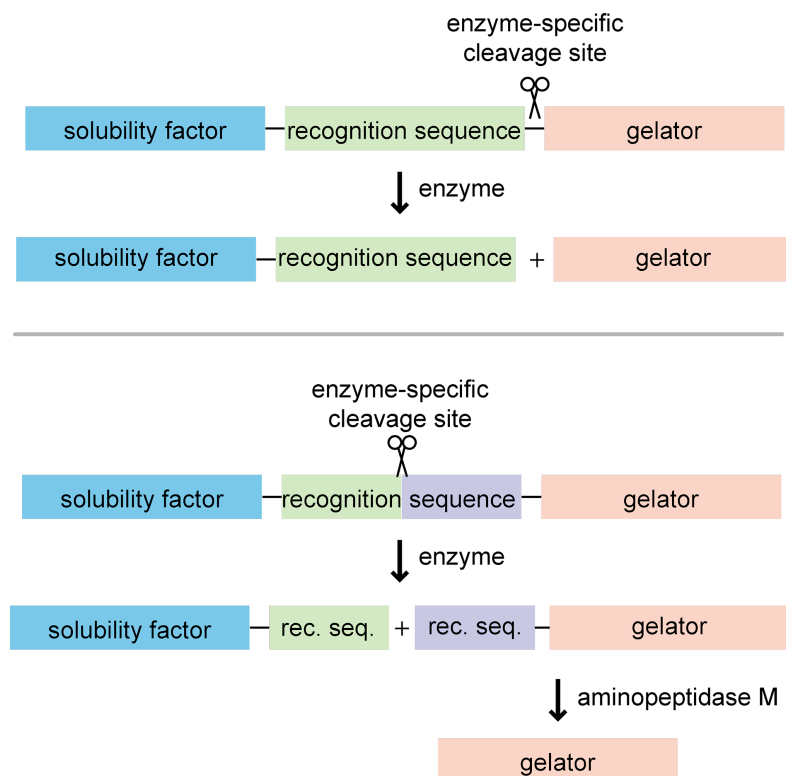 enzyme-specific
cleavage site
solubility factor recognition sequence gelator
enzyme
solubility factor recognition sequence + gelator
enzyme-specific
cleavage site
solubility factor recognition sequence gelator
enzyme
solubility factor rec. seq. + rec. seq. gelator
aminopeptidase M
gelator